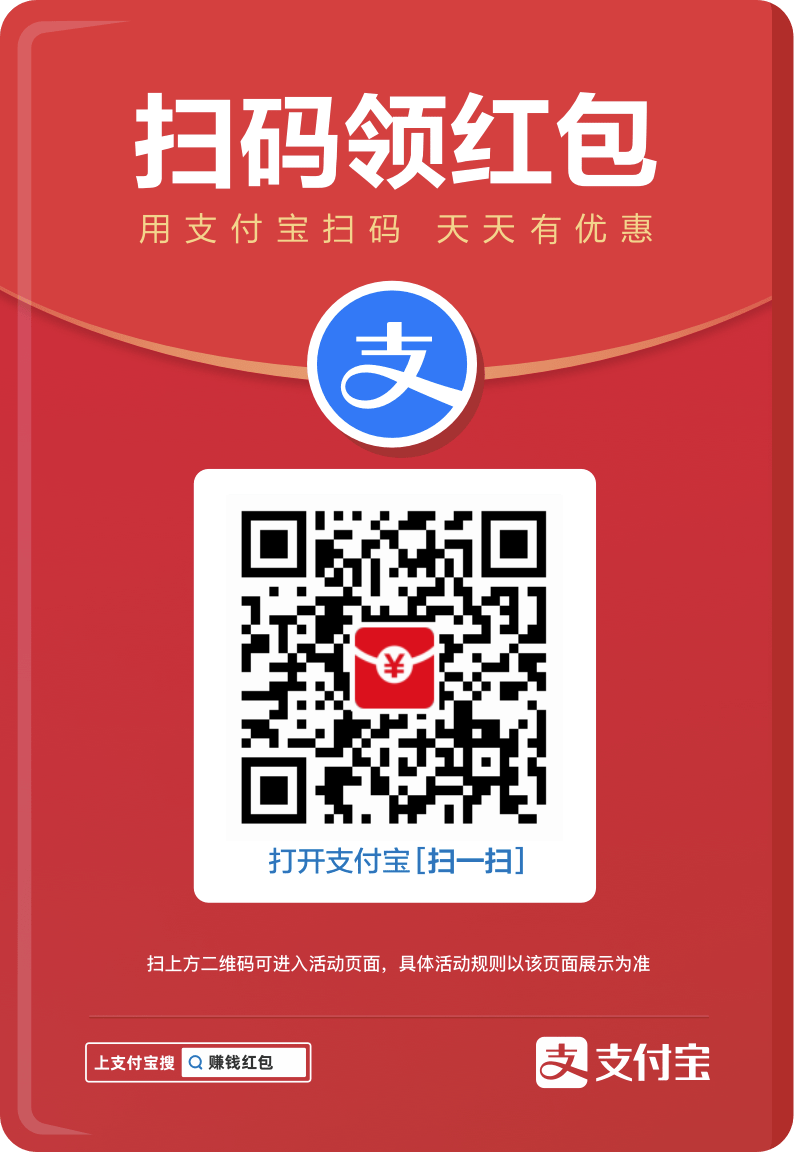 扫码领红包
用支付宝扫码 天天有优惠
支
¥
打开支付宝[扫一扫]
扫上方二维码可进入活动页面，具体活动规则以该页面展示为准
上支付宝搜 赚钱红包
支 支付宝